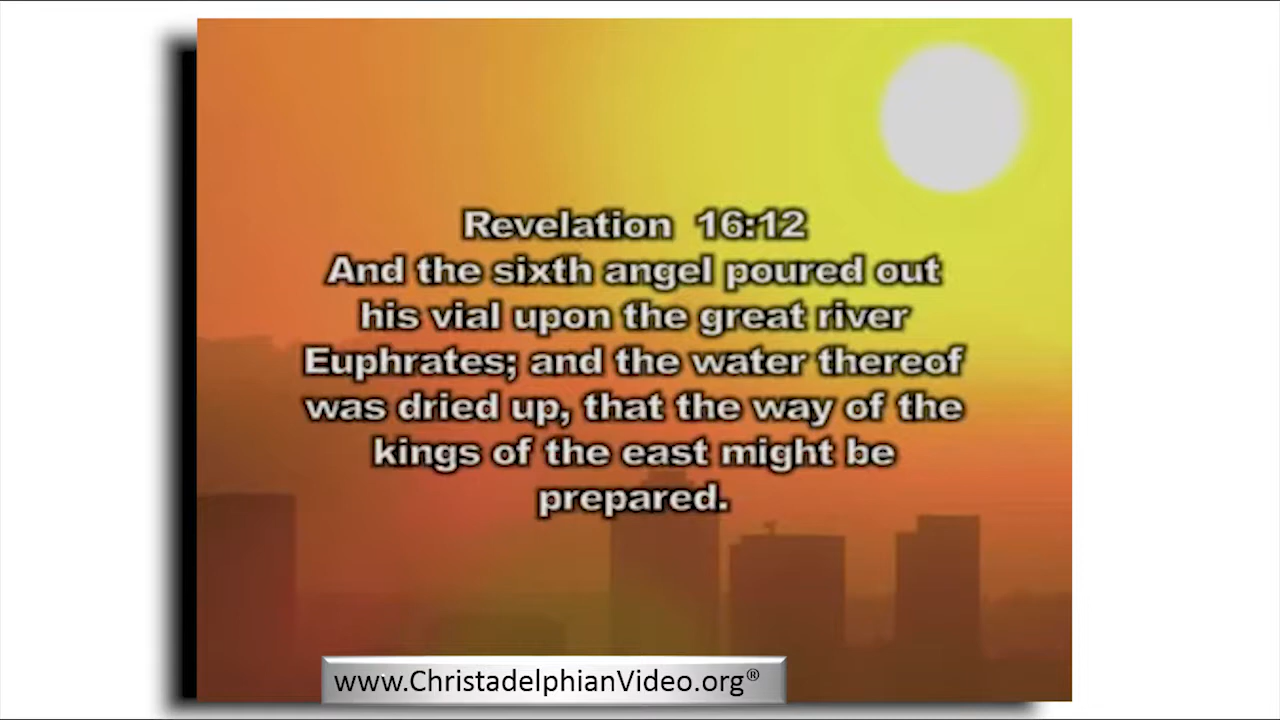 Revelation 16:12
And the sixth angel poured out
his vial upon the great river
Euphrates; and the water thereof
was dried up, that the way of the
kings of the east might be
prepared.
www.ChristadelphianVideo.org®